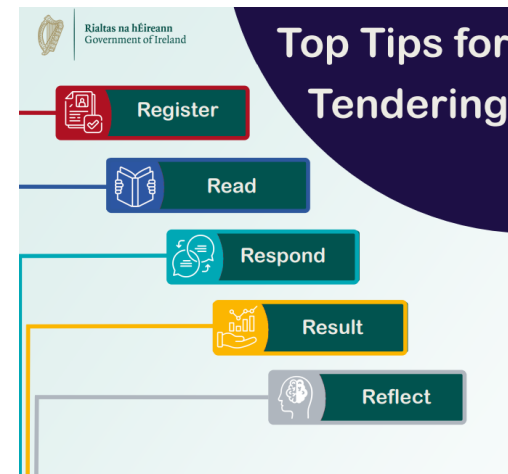 Rialtas na hÉireann
Government of Ireland
Top Tips for
Tendering
Register
Read
Respond
Result
Reflect